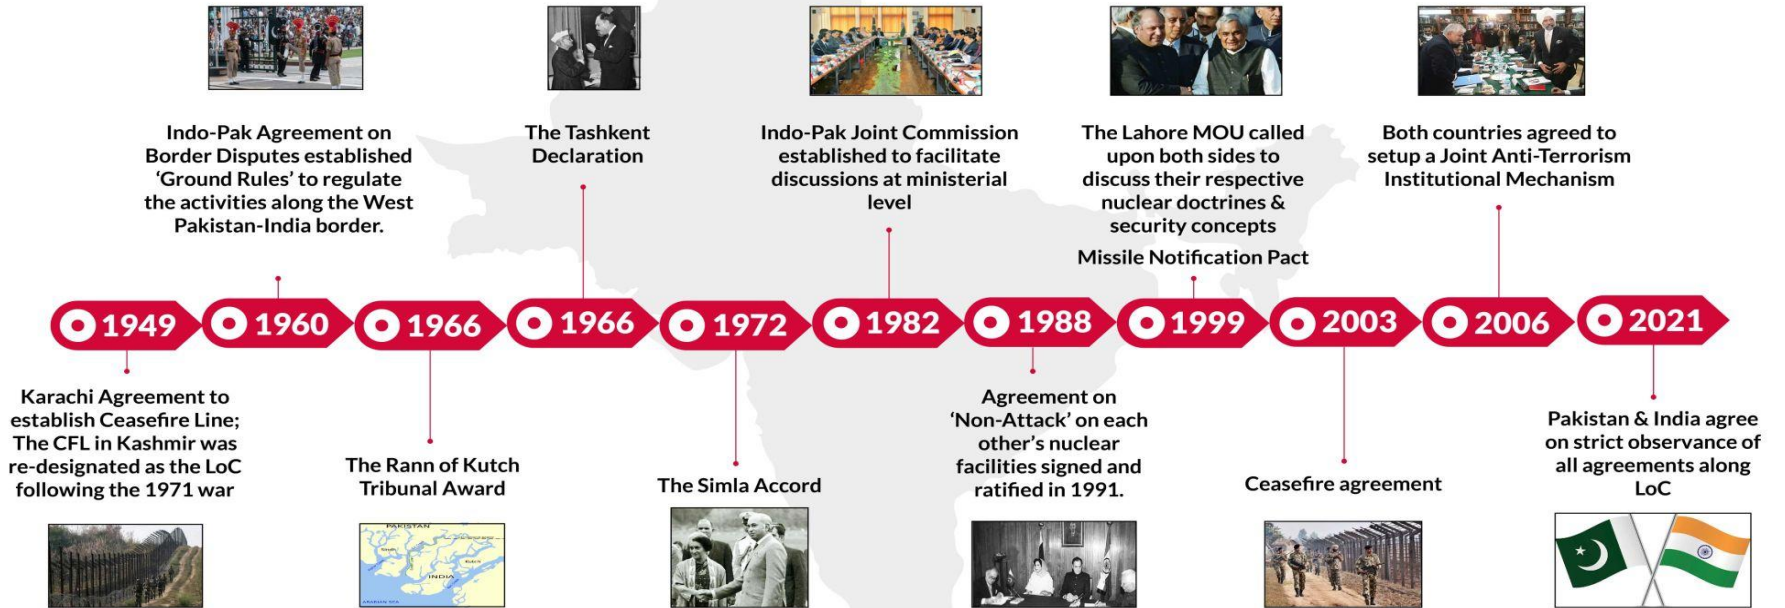 Indo-Pak Agreement on
Border Disputes established
‘Ground Rules’ to regulate
the activities along the West
Pakistan-India border.
The Tashkent
Declaration
Indo-Pak Joint Commission
established to facilitate
discussions at ministerial
level
The Lahore MOU called
upon both sides to
discuss their respective
nuclear doctrines &
security concepts
Missile Notification Pact
Both countries agreed to
setup a Joint Anti-Terrorism
Institutional Mechanism
1949
1960
1966
1966
1972
1982
1988
1999
2003
2006
2021
Karachi Agreement to
establish Ceasefire Line;
The CFL in Kashmir was
re-designated as the LoC
following the 1971 war
The Rann of Kutch
Tribunal Award
The Simla Accord
Agreement on
‘Non-Attack’ on each
other’s nuclear
facilities signed and
ratified in 1991.
Ceasefire agreement
Pakistan & India agree
on strict observance of
all agreements along
LoC
PAKISTAN
INDIA
ARABIAN SEA